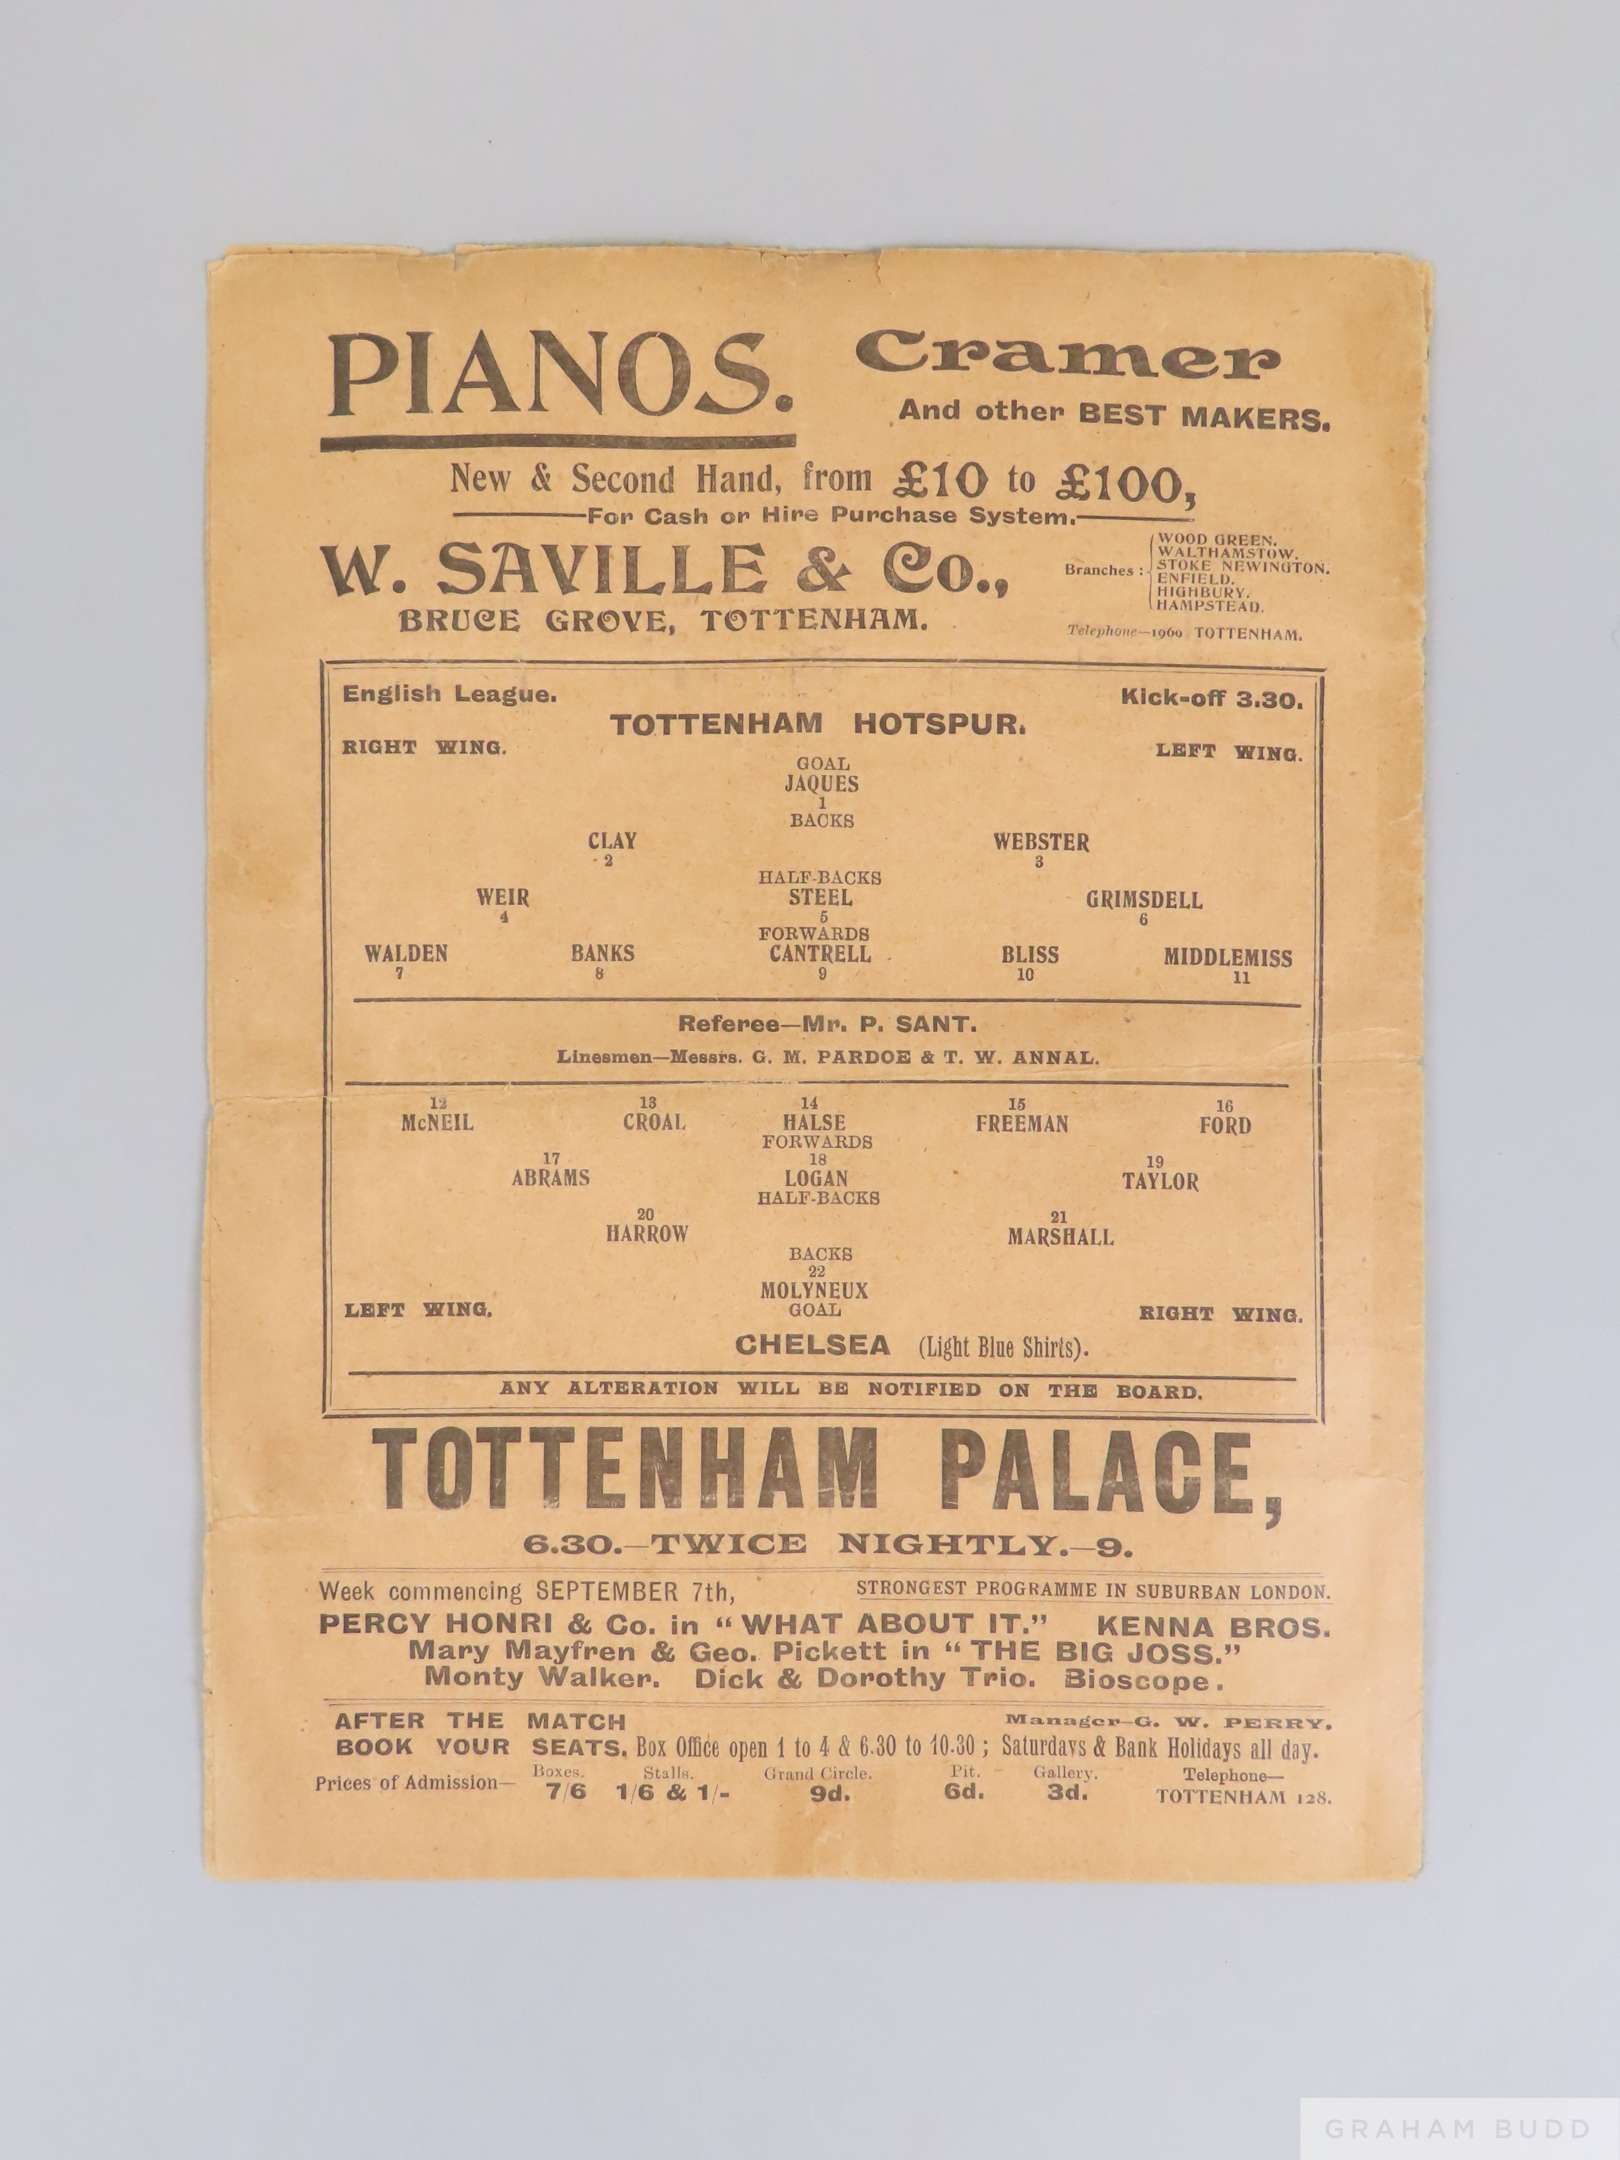 PIANOS. Cramer
And other BEST MAKERS.
New & Second Hand, from £10 to £100,
For Cash or Hire Purchase System.
W. SAVILLE & Co.,
BRUCE GROVE, TOTTENHAM.
Branches:
WOOD GREEN.
WALTHAMSTOW.
STOKE NEWINGTON.
ENFIELD.
HIGHBURY.
HAMPSTEAD.
Telephone—1960 TOTTENHAM.
English League. Kick-off 3.30.
TOTTENHAM HOTSPUR.
RIGHT WING. LEFT WING.
GOAL
JAQUES
1
BACKS
CLAY WEBSTER
2 3
HALF-BACKS
WEIR STEEL GRIMSDELL
4 5 6
FORWARDS
WALDEN BANKS CANTRELL BLISS MIDDLEMISS
7 8 9 10 11
Referee—Mr. P. SANT.
Linesmen—Messrs. G. M. PARDOE & T. W. ANNAL.
12 13 14 15 16
McNEIL CROAL HALSE FREEMAN FORD
FORWARDS
17 18 19
ABRAMS LOGAN TAYLOR
HALF-BACKS
20 21
HARROW MARSHALL
BACKS
22
MOLYNEUX
GOAL
LEFT WING. RIGHT WING.
CHELSEA (Light Blue Shirts).
ANY ALTERATION WILL BE NOTIFIED ON THE BOARD.
TOTTENHAM PALACE,
6.30.—TWICE NIGHTLY.—9.
Week commencing SEPTEMBER 7th, STRONGEST PROGRAMME IN SUBURBAN LONDON.
PERCY HONRI & Co. in "WHAT ABOUT IT." KENNA BROS.
Mary Mayfren & Geo. Pickett in "THE BIG JOSS."
Monty Walker. Dick & Dorothy Trio. Bioscope.
AFTER THE MATCH Manager—G. W. PERRY.
BOOK YOUR SEATS. Box Office open 1 to 4 & 6.30 to 10.30; Saturdays & Bank Holidays all day.
Prices of Admission— Boxes. Stalls. Grand Circle. Pit. Gallery. Telephone—
7/6 1/6 & 1/- 9d. 6d. 3d. TOTTENHAM 128.
GRAHAM BUDD